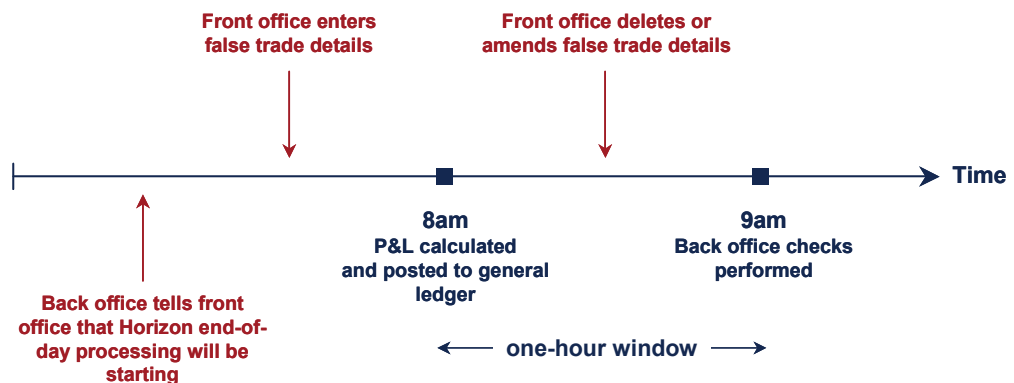 Front office enters
false trade details
Front office deletes or
amends false trade details
Time
8am
P&L calculated
and posted to general
ledger
9am
Back office checks
performed
Back office tells front
office that Horizon end-of-
day processing will be
starting
one-hour window